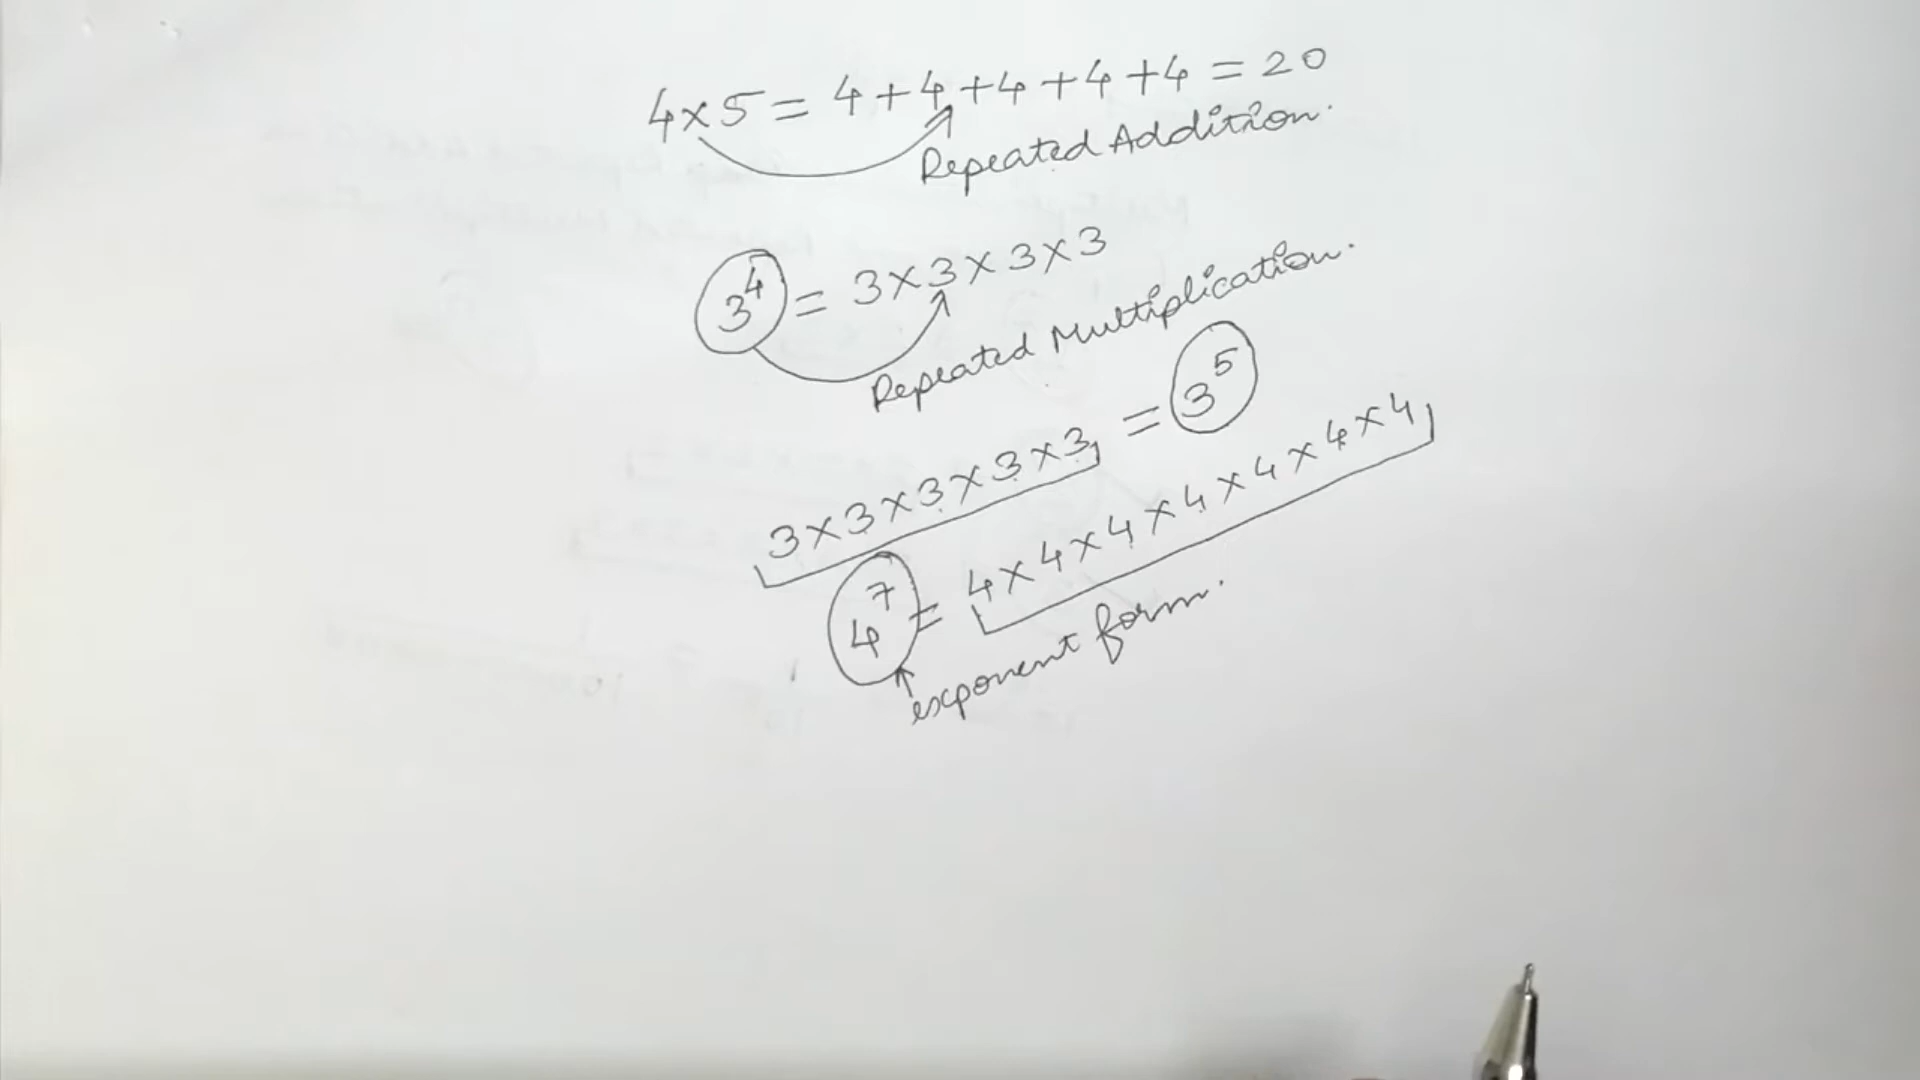 4×5 = 4+4+4+4+4 = 20
Repeated Addition.
3⁴ = 3×3×3×3
Repeated Multiplication.
3×3×3×3×3 = 3⁵
4⁷ = 4×4×4×4×4×4×4
exponent form.